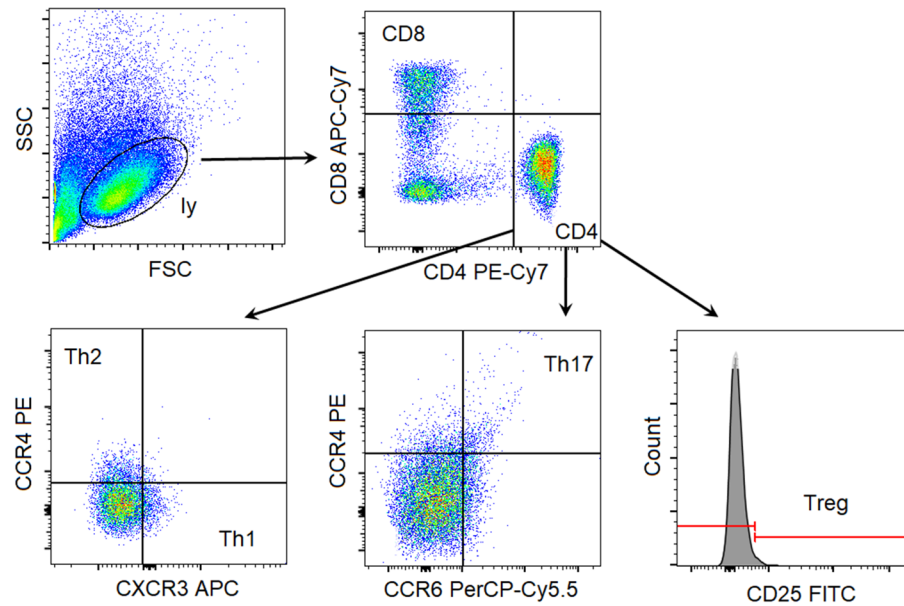 SSC
ly
FSC
CD8
CD8 APC-Cy7
CD4
CD4 PE-Cy7
Th2
CCR4 PE
Th1
CXCR3 APC
Th17
CCR4 PE
CCR6 PerCP-Cy5.5
Count
Treg
CD25 FITC